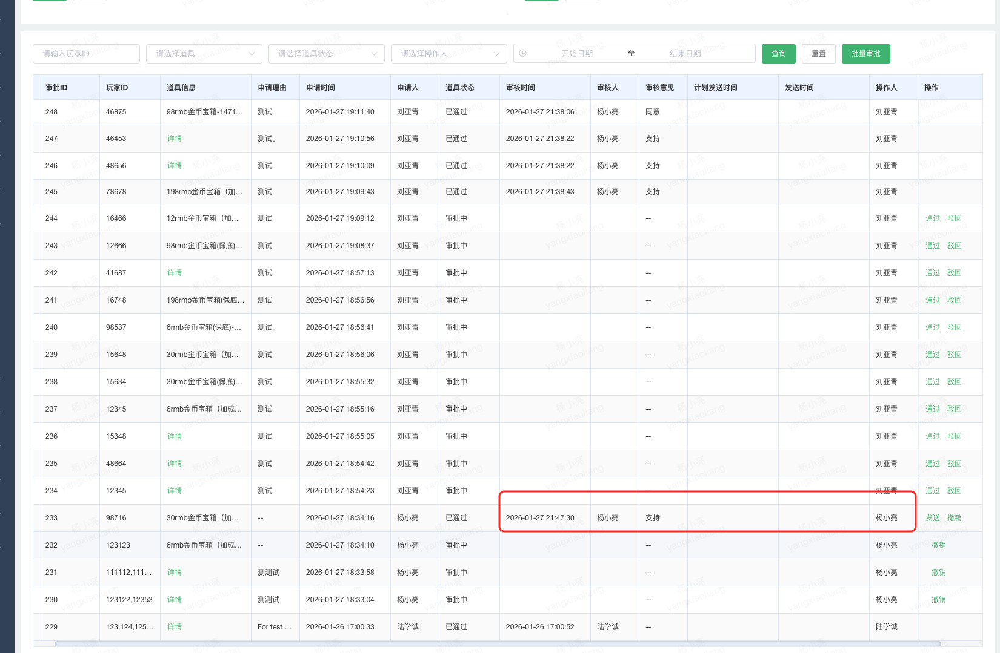 请输入玩家ID 请选择道具 请选择道具状态 请选择操作人 开始日期 至 结束日期 查询 重置 批量审批
审批ID 玩家ID 道具信息 申请理由 申请时间 申请人 道具状态 审核时间 审核人 审核意见 计划发送时间 发送时间 操作人 操作
248 46875 98rmb金币宝箱-1471... 测试 2026-01-27 19:11:40 刘亚青 已通过 2026-01-27 21:38:06 杨小亮 同意 刘亚青
247 46453 详情 测试。 2026-01-27 19:10:56 刘亚青 已通过 2026-01-27 21:38:22 杨小亮 支持 刘亚青
246 48656 详情 测试 2026-01-27 19:10:09 刘亚青 已通过 2026-01-27 21:38:22 杨小亮 支持 刘亚青
245 78678 198rmb金币宝箱（加... 测试 2026-01-27 19:09:43 刘亚青 已通过 2026-01-27 21:38:43 杨小亮 支持 刘亚青
244 16466 12rmb金币宝箱（加... 测试 2026-01-27 19:09:12 刘亚青 审批中 -- 刘亚青 通过 驳回
243 12666 98rmb金币宝箱(保底)... 测试 2026-01-27 19:08:37 刘亚青 审批中 -- 刘亚青 通过 驳回
242 41687 详情 测试 2026-01-27 18:57:13 刘亚青 审批中 -- 刘亚青 通过 驳回
241 16748 198rmb金币宝箱(保底... 测试 2026-01-27 18:56:56 刘亚青 审批中 -- 刘亚青 通过 驳回
240 98537 6rmb金币宝箱(保底)-... 测试。 2026-01-27 18:56:41 刘亚青 审批中 -- 刘亚青 通过 驳回
239 15648 30rmb金币宝箱（加... 测试 2026-01-27 18:56:06 刘亚青 审批中 -- 刘亚青 通过 驳回
238 15634 30rmb金币宝箱(保底)... 测试 2026-01-27 18:55:32 刘亚青 审批中 -- 刘亚青 通过 驳回
237 12345 6rmb金币宝箱（加成... 测试 2026-01-27 18:55:16 刘亚青 审批中 -- 刘亚青 通过 驳回
236 15348 详情 测试 2026-01-27 18:55:05 刘亚青 审批中 -- 刘亚青 通过 驳回
235 48664 详情 测试 2026-01-27 18:54:42 刘亚青 审批中 -- 刘亚青 通过 驳回
234 12345 详情 测试 2026-01-27 18:54:23 刘亚青 审批中 -- 刘亚青 通过 驳回
233 98716 30rmb金币宝箱（加... -- 2026-01-27 18:34:16 杨小亮 已通过 2026-01-27 21:47:30 杨小亮 支持 杨小亮 发送 撤销
232 123123 6rmb金币宝箱（加成... -- 2026-01-27 18:34:10 杨小亮 审批中 -- 杨小亮 撤销
231 111112,111... 详情 测测试 2026-01-27 18:33:58 杨小亮 审批中 -- 杨小亮 撤销
230 123122,12353 详情 测测试 2026-01-27 18:33:04 杨小亮 审批中 -- 杨小亮 撤销
229 123,124,125... 详情 For test ... 2026-01-26 17:00:33 陆学诚 已通过 2026-01-26 17:00:52 陆学诚 -- 陆学诚
杨小亮
yangxiaoliang